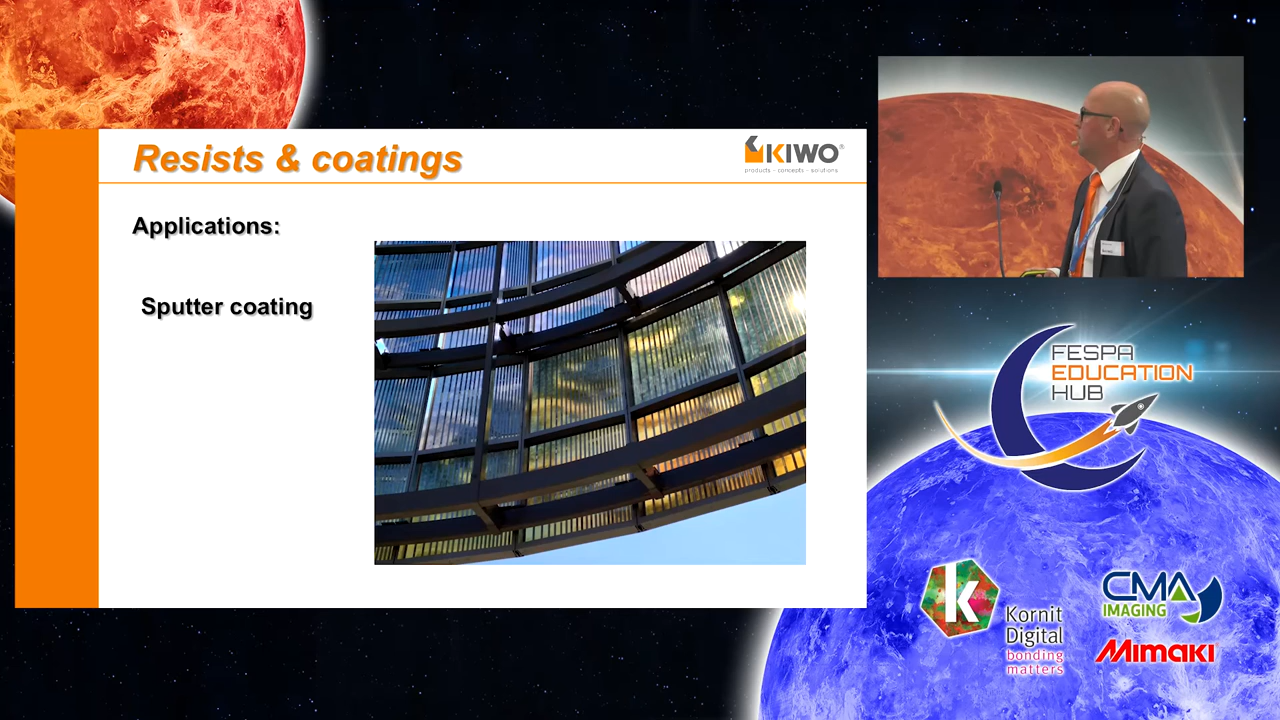 Resists & coatings
KIWO®
products - concepts - solutions
Applications:
Sputter coating
FESPA
EDUCATION
HUB
k
Kornit
Digital
bonding
matters
CMA
IMAGING
Mimaki